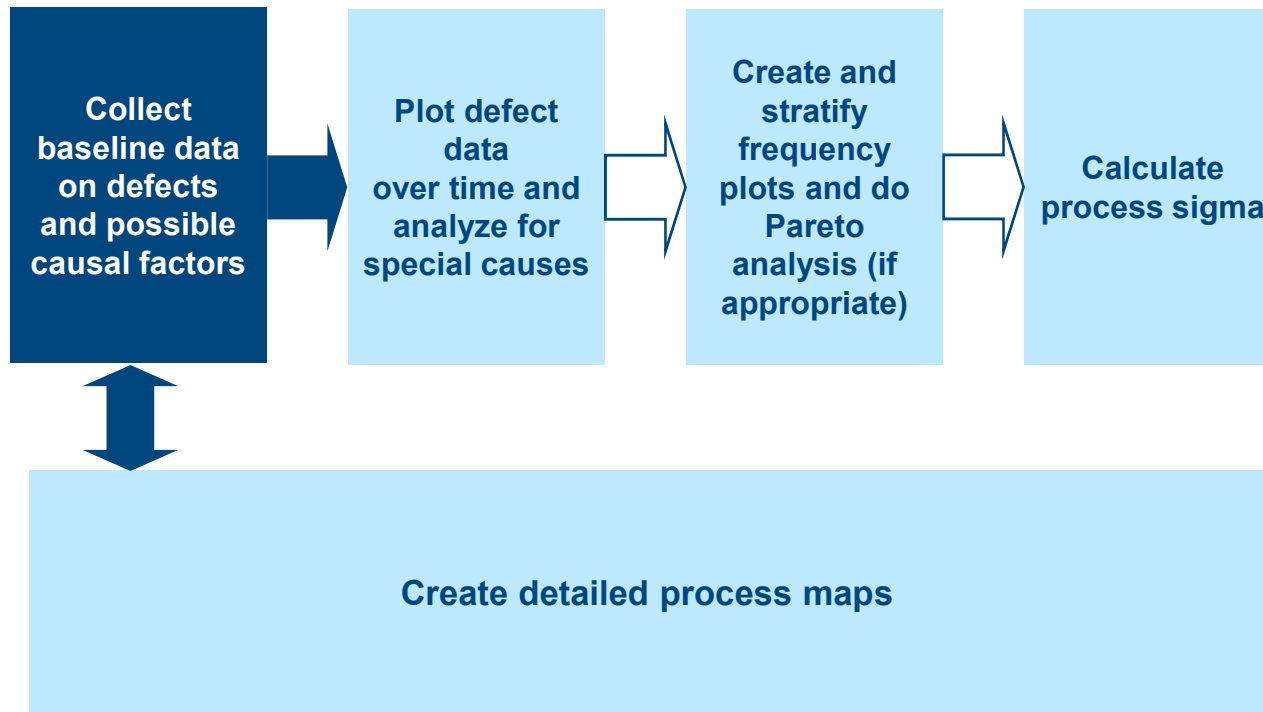 Collect
baseline data
on defects
and possible
causal factors
Plot defect
data
over time and
analyze for
special causes
Create and
stratify
frequency
plots and do
Pareto
analysis (if
appropriate)
Calculate
process sigma
Create detailed process maps